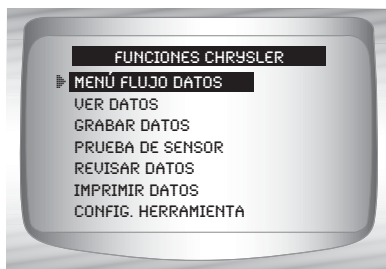 FUNCIONES CHRYSLER
MENÚ FLUJO DATOS
VER DATOS
GRABAR DATOS
PRUEBA DE SENSOR
REVISAR DATOS
IMPRIMIR DATOS
CONFIG. HERRAMIENTA